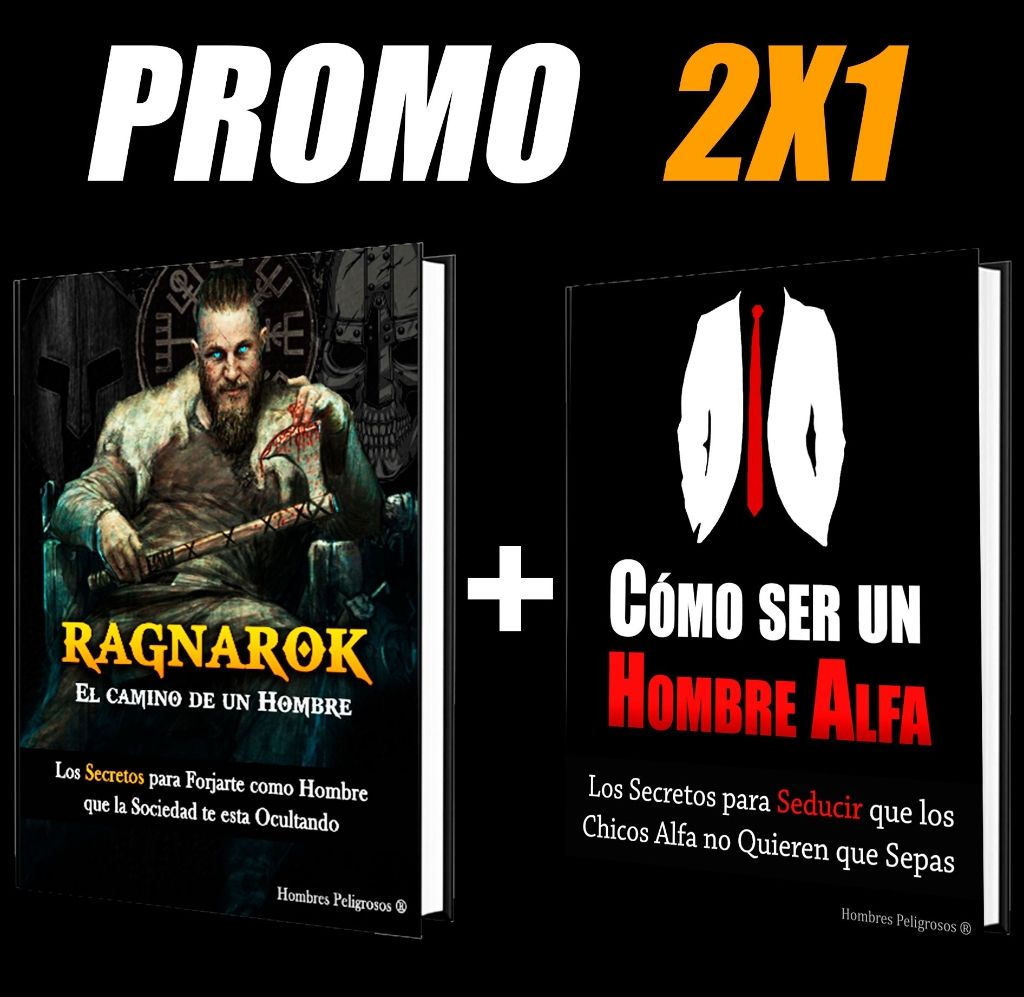 PROMO 2X1
RAGNAROK
EL CAMINO DE UN HOMBRE
Los Secretos para Forjarte como Hombre
que la Sociedad te esta Ocultando
Hombres Peligrosos ®
+
CÓMO SER UN
HOMBRE ALFA
Los Secretos para Seducir que los
Chicos Alfa no Quieren que Sepas
Hombres Peligrosos ®